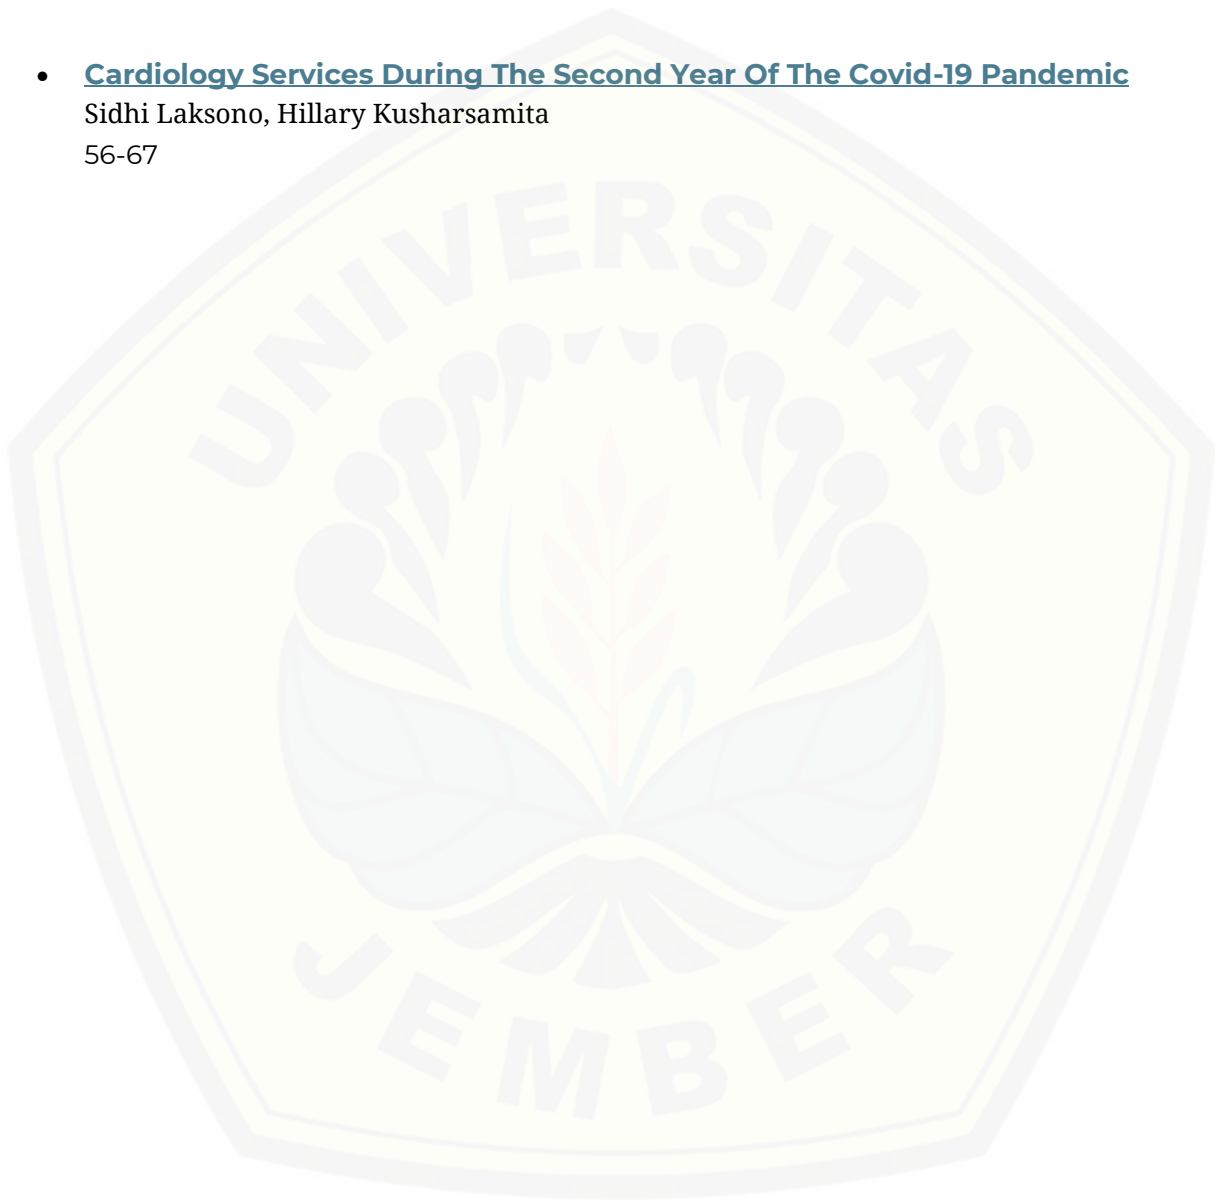 Cardiology Services During The Second Year Of The Covid-19 Pandemic
Sidhi Laksono, Hillary Kusharsamita
56-67
UNIVERSITAS
JEMBER